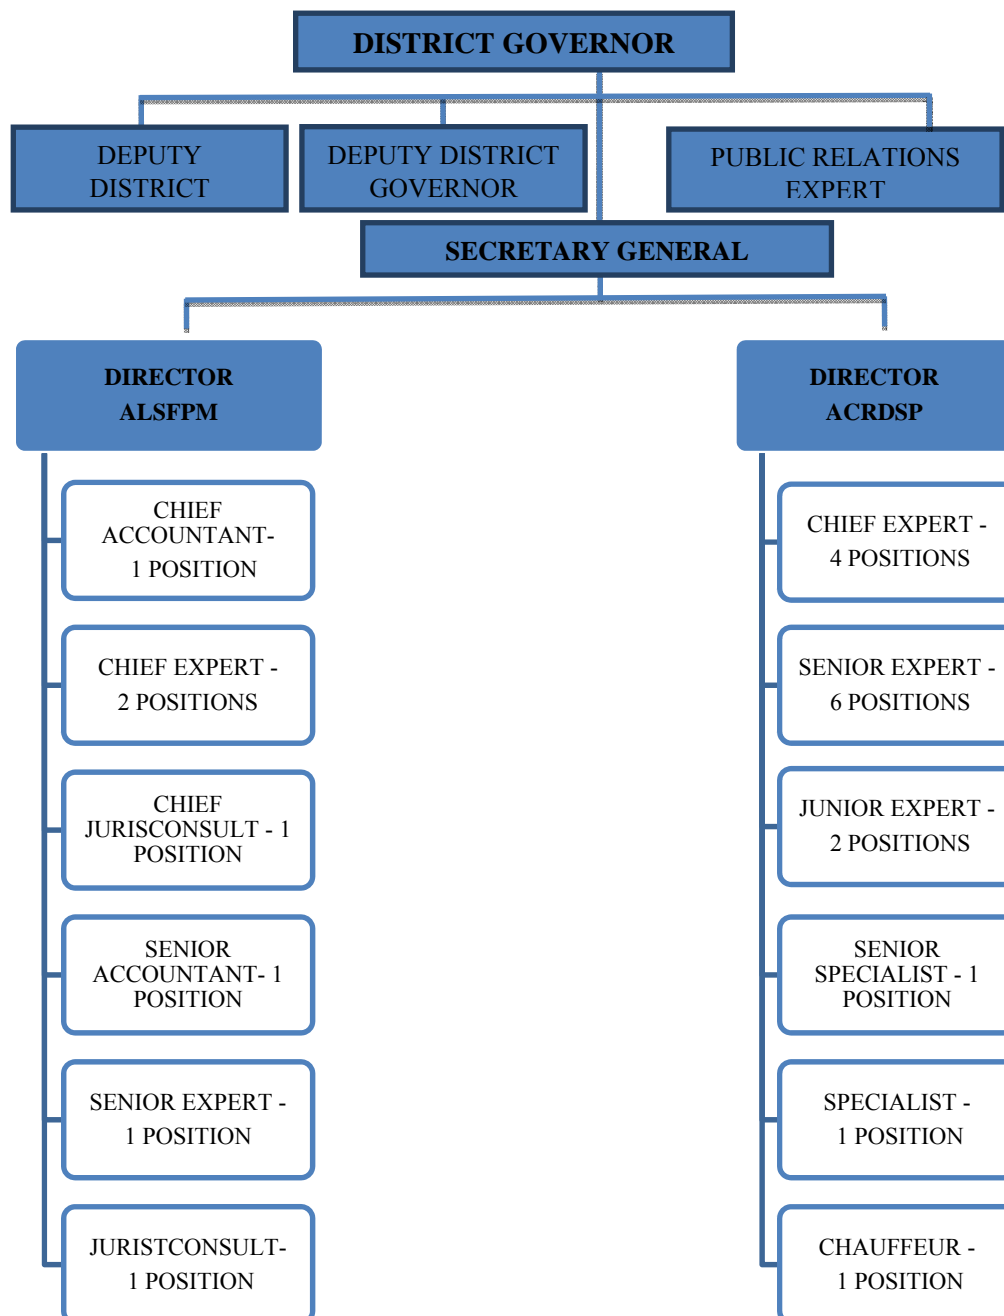 DISTRICT GOVERNOR
DEPUTY
DISTRICT
DEPUTY DISTRICT
GOVERNOR
PUBLIC RELATIONS
EXPERT
SECRETARY GENERAL
DIRECTOR
ALSFPM
CHIEF
ACCOUNTANT-
1 POSITION
CHIEF EXPERT -
2 POSITIONS
CHIEF
JURISCONSULT - 1
POSITION
SENIOR
ACCOUNTANT- 1
POSITION
SENIOR EXPERT -
1 POSITION
JURISTCONSULT-
1 POSITION
DIRECTOR
ACRDSP
CHIEF EXPERT -
4 POSITIONS
SENIOR EXPERT -
6 POSITIONS
JUNIOR EXPERT -
2 POSITIONS
SENIOR
SPECIALIST - 1
POSITION
SPECIALIST -
1 POSITION
CHAUFFEUR -
1 POSITION